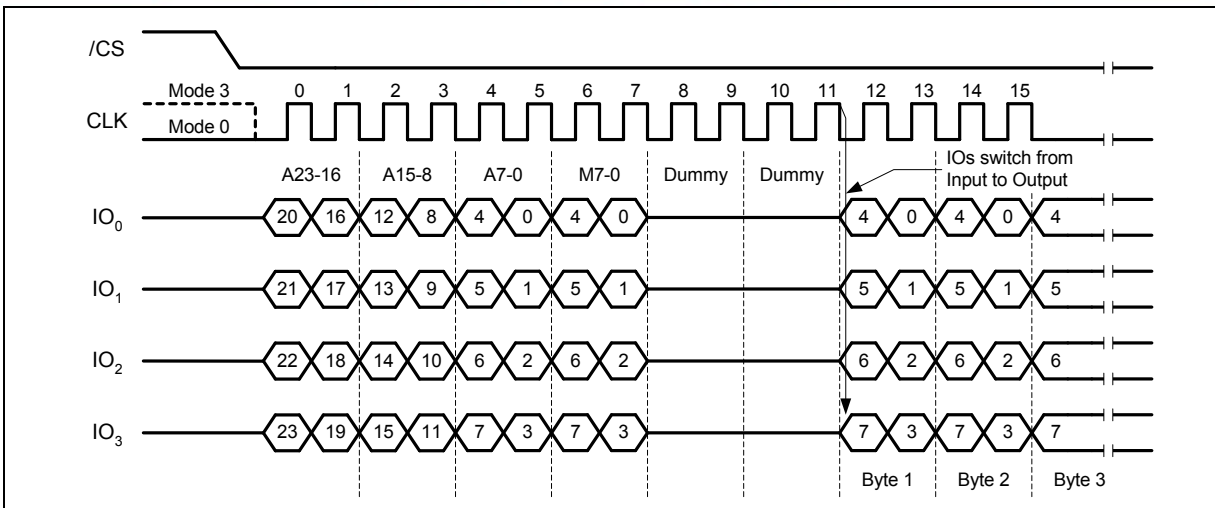 /CS
Mode 3 0 1 2 3 4 5 6 7 8 9 10 11 12 13 14 15
CLK Mode 0
IOs switch from
Input to Output
A23-16 A15-8 A7-0 M7-0 Dummy Dummy
IO0 20 16 12 8 4 0 4 0 4 0 4 0 4
IO1 21 17 13 9 5 1 5 1 5 1 5 1 5
IO2 22 18 14 10 6 2 6 2 6 2 6 2 6
IO3 23 19 15 11 7 3 7 3 7 3 7 3 7
Byte 1 Byte 2 Byte 3